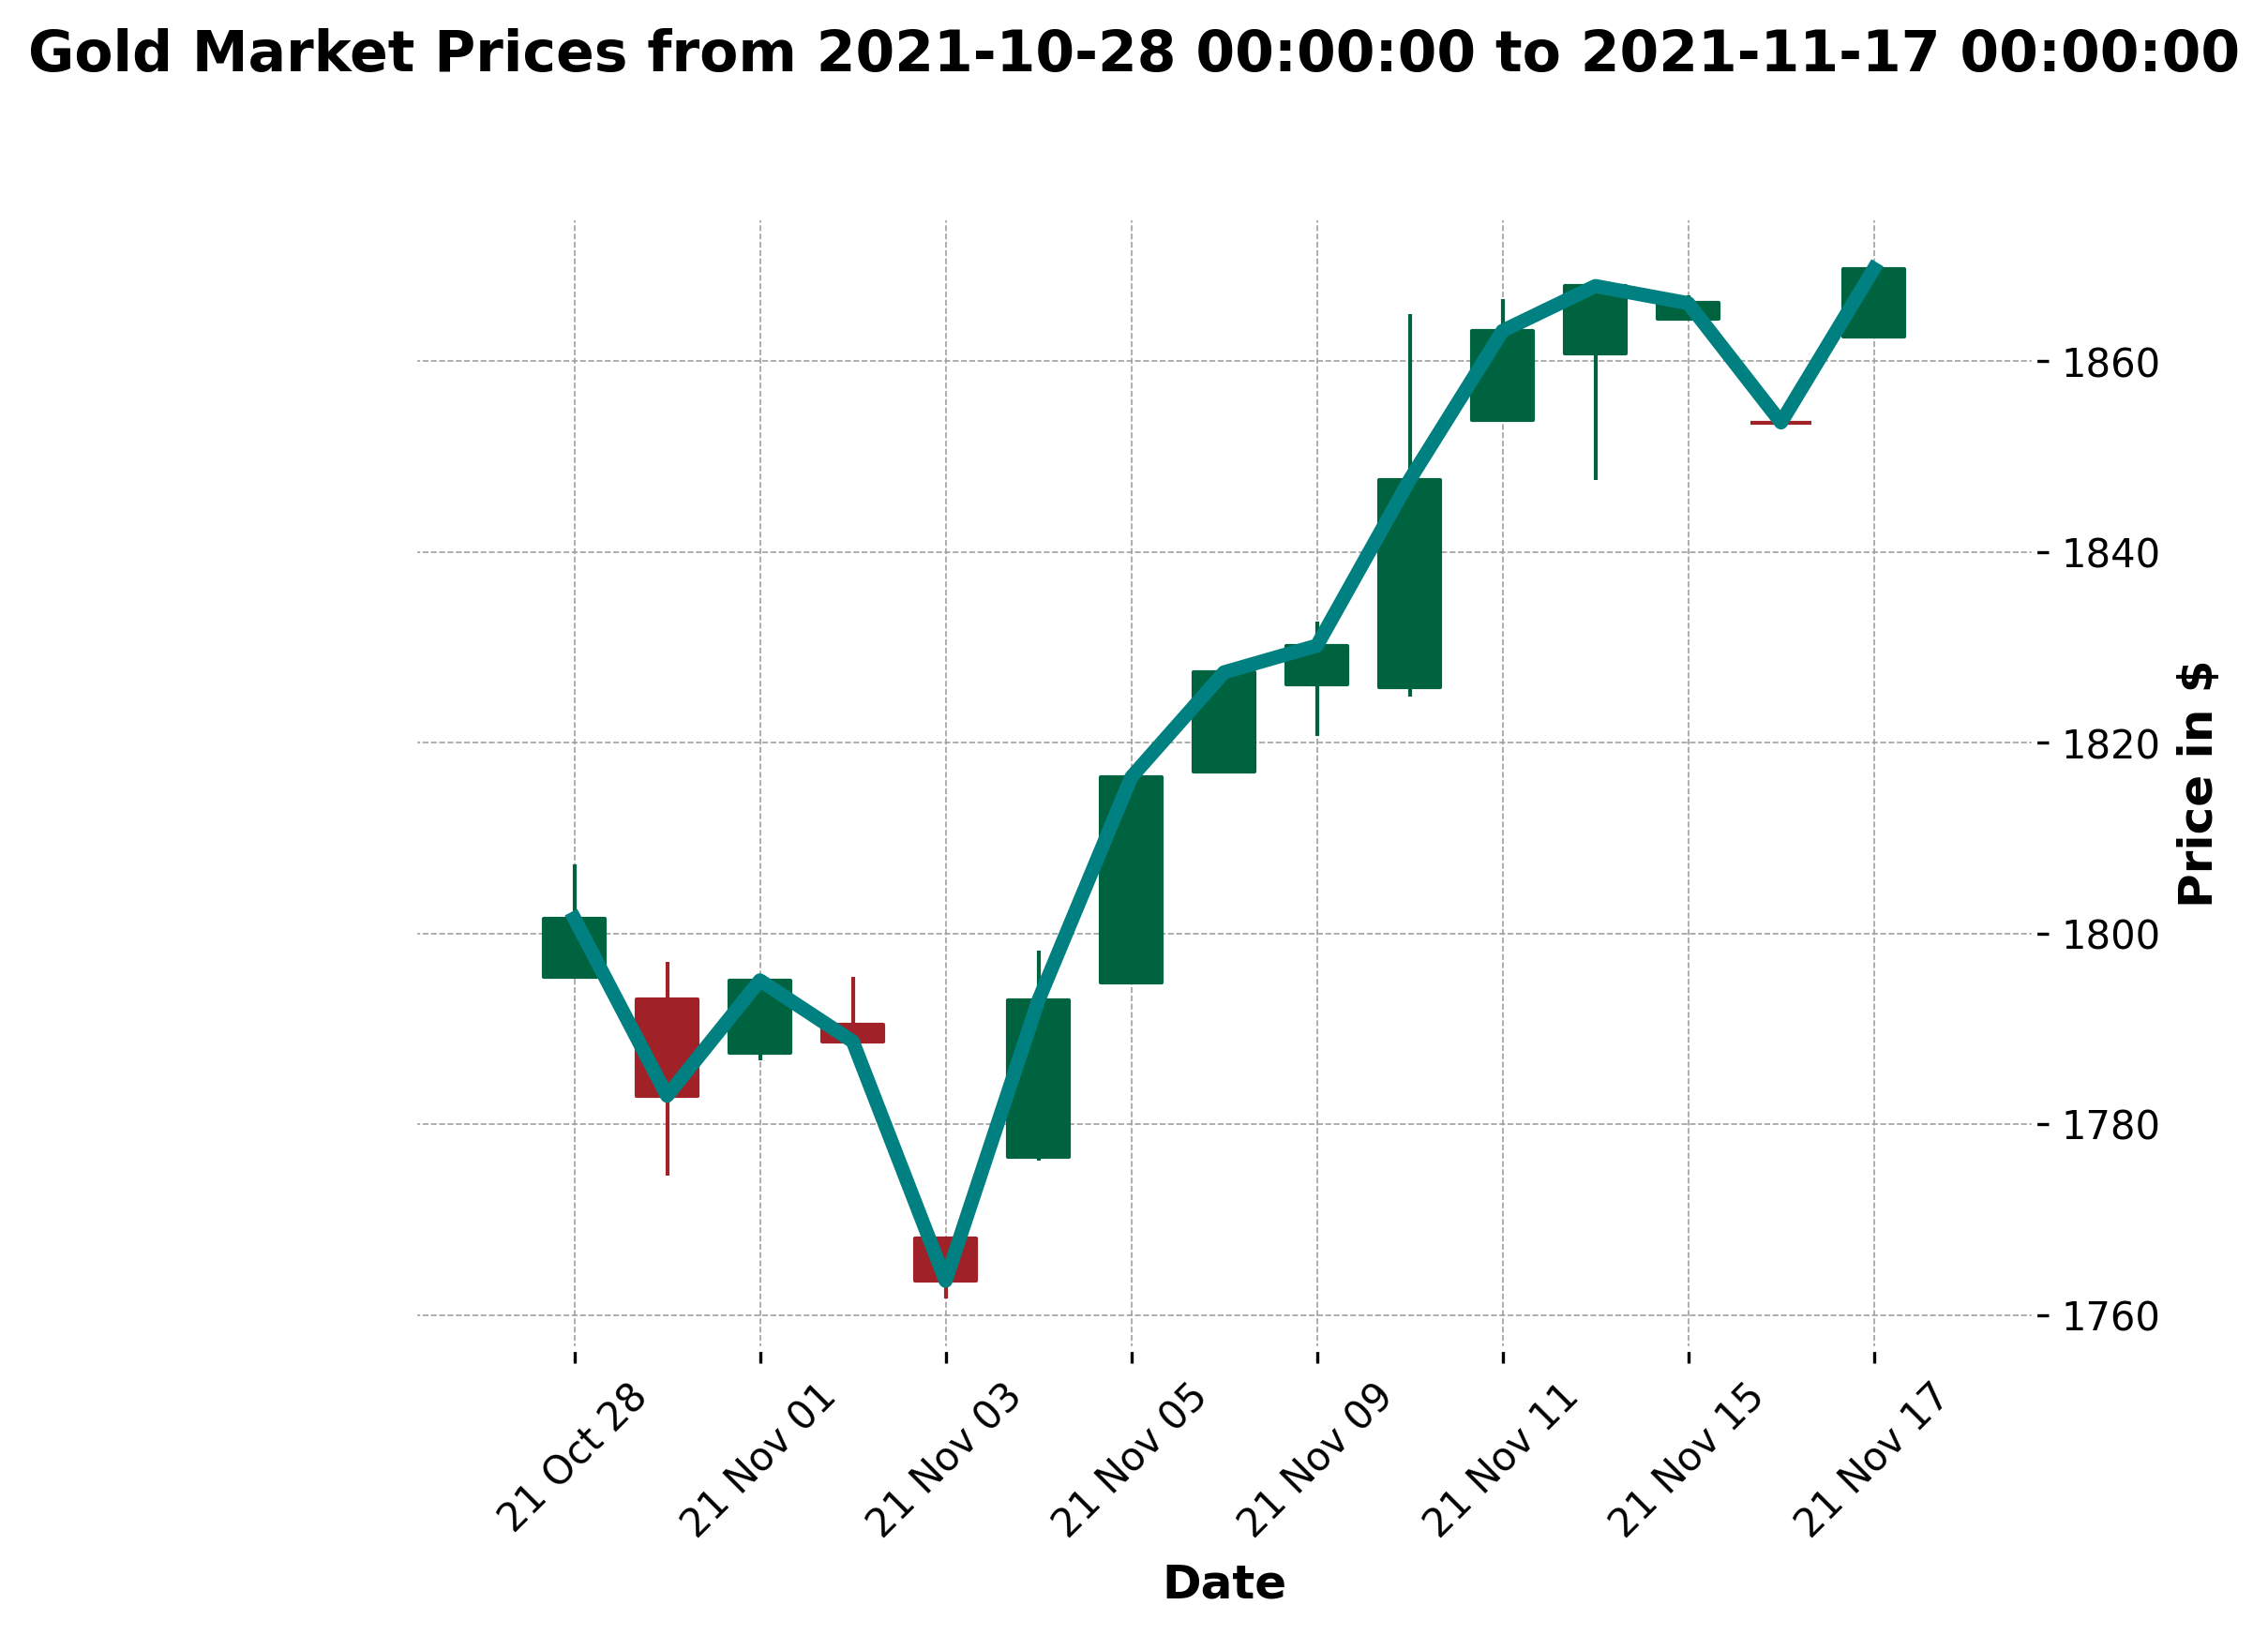 Gold Market Prices from 2021-10-28 00:00:00 to 2021-11-17 00:00:00
1860
1840
1820
1800
1780
1760
Price in $
21 Oct 28
21 Nov 01
21 Nov 03
21 Nov 05
21 Nov 09
21 Nov 11
21 Nov 15
21 Nov 17
Date